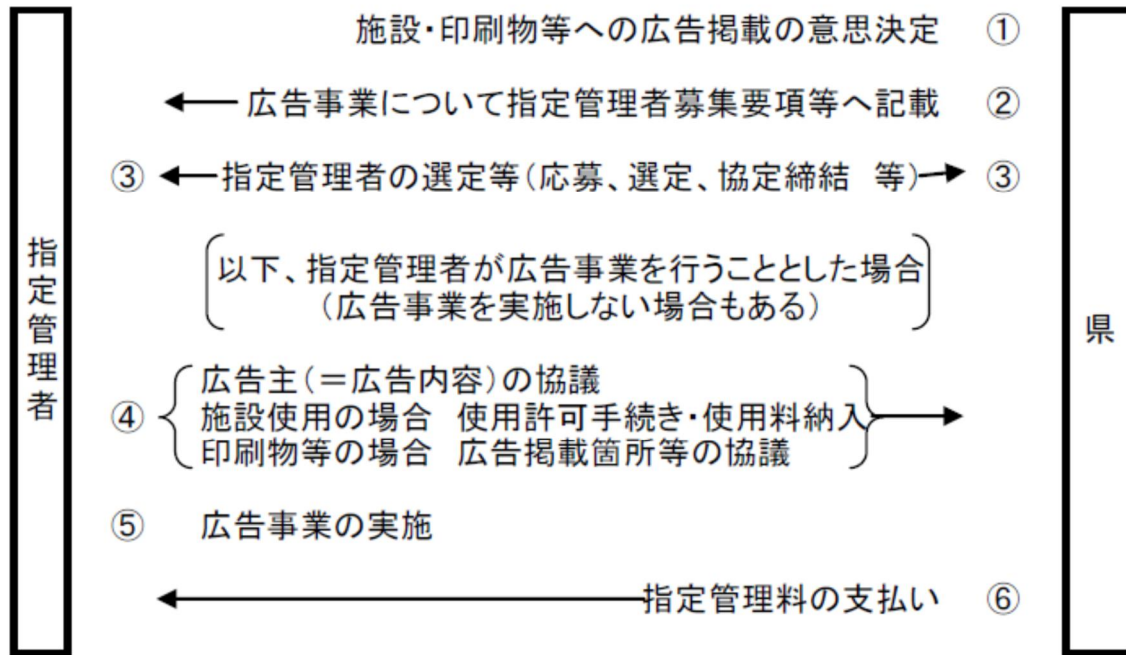 施設・印刷物等への広告掲載の意思決定 ①
広告事業について指定管理者募集要項等へ記載 ②
③ 指定管理者の選定等(応募、選定、協定締結 等) ③
以下、指定管理者が広告事業を行うこととした場合
(広告事業を実施しない場合もある)
指定管理者
県
広告主(=広告内容)の協議
④ 施設使用の場合 使用許可手続き・使用料納入
印刷物等の場合 広告掲載箇所等の協議
⑤ 広告事業の実施
指定管理料の支払い ⑥